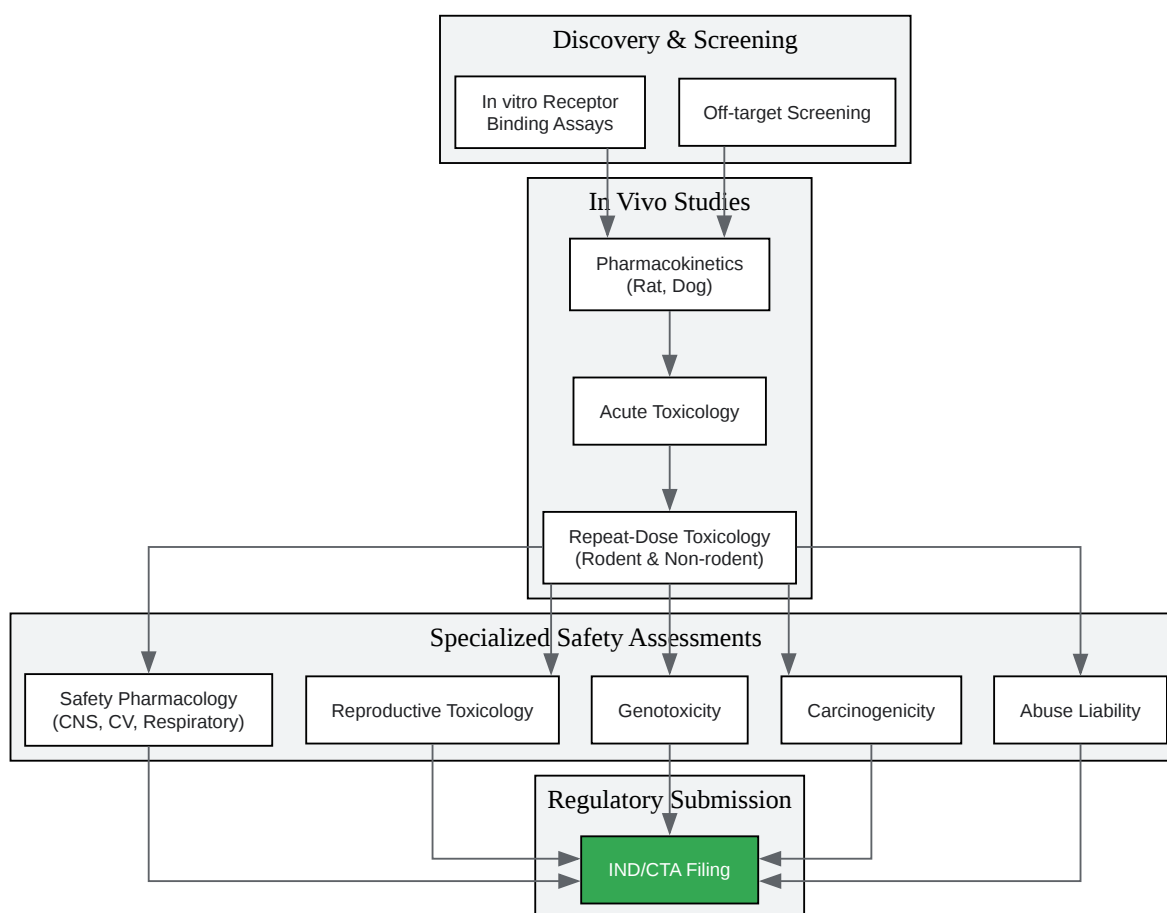 Discovery & Screening
In vitro Receptor
Binding Assays
Off-target Screening
In Vivo Studies
Pharmacokinetics
(Rat, Dog)
Acute Toxicology
Repeat-Dose Toxicology
(Rodent & Non-rodent)
Specialized Safety Assessments
Safety Pharmacology
(CNS, CV, Respiratory)
Reproductive Toxicology
Genotoxicity
Carcinogenicity
Abuse Liability
Regulatory Submission
IND/CTA Filing